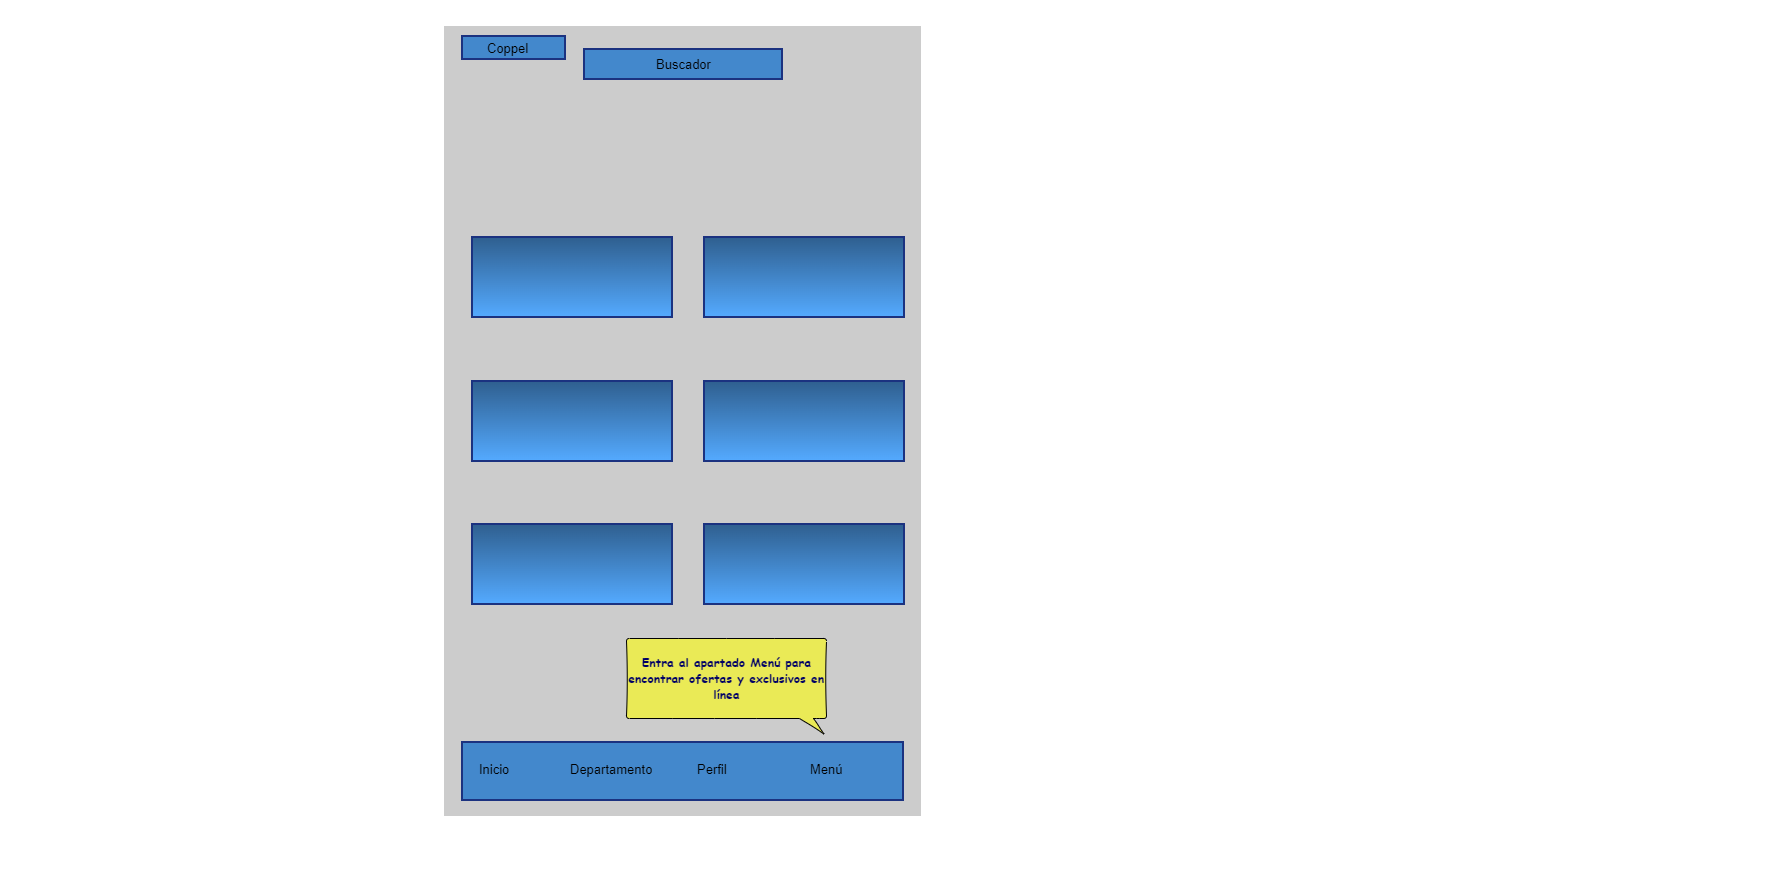 Coppel
Buscador
Entra al apartado Menú para
encontrar ofertas y exclusivos en
línea
Inicio Departamento Perfil Menú